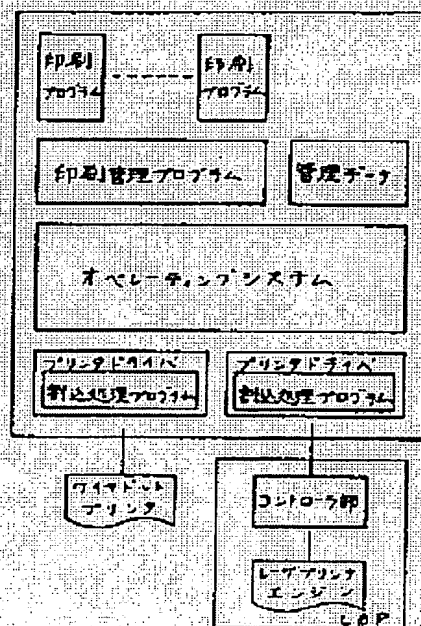 印刷
プログラム
印刷
プログラム
印刷管理プログラム
管理データ
オペレーティングシステム
プリンタドライバ
割込処理プログラム
プリンタドライバ
割込処理プログラム
ワイヤドット
プリンタ
コントローラ部
レーザプリンタ
エンジン
LBP